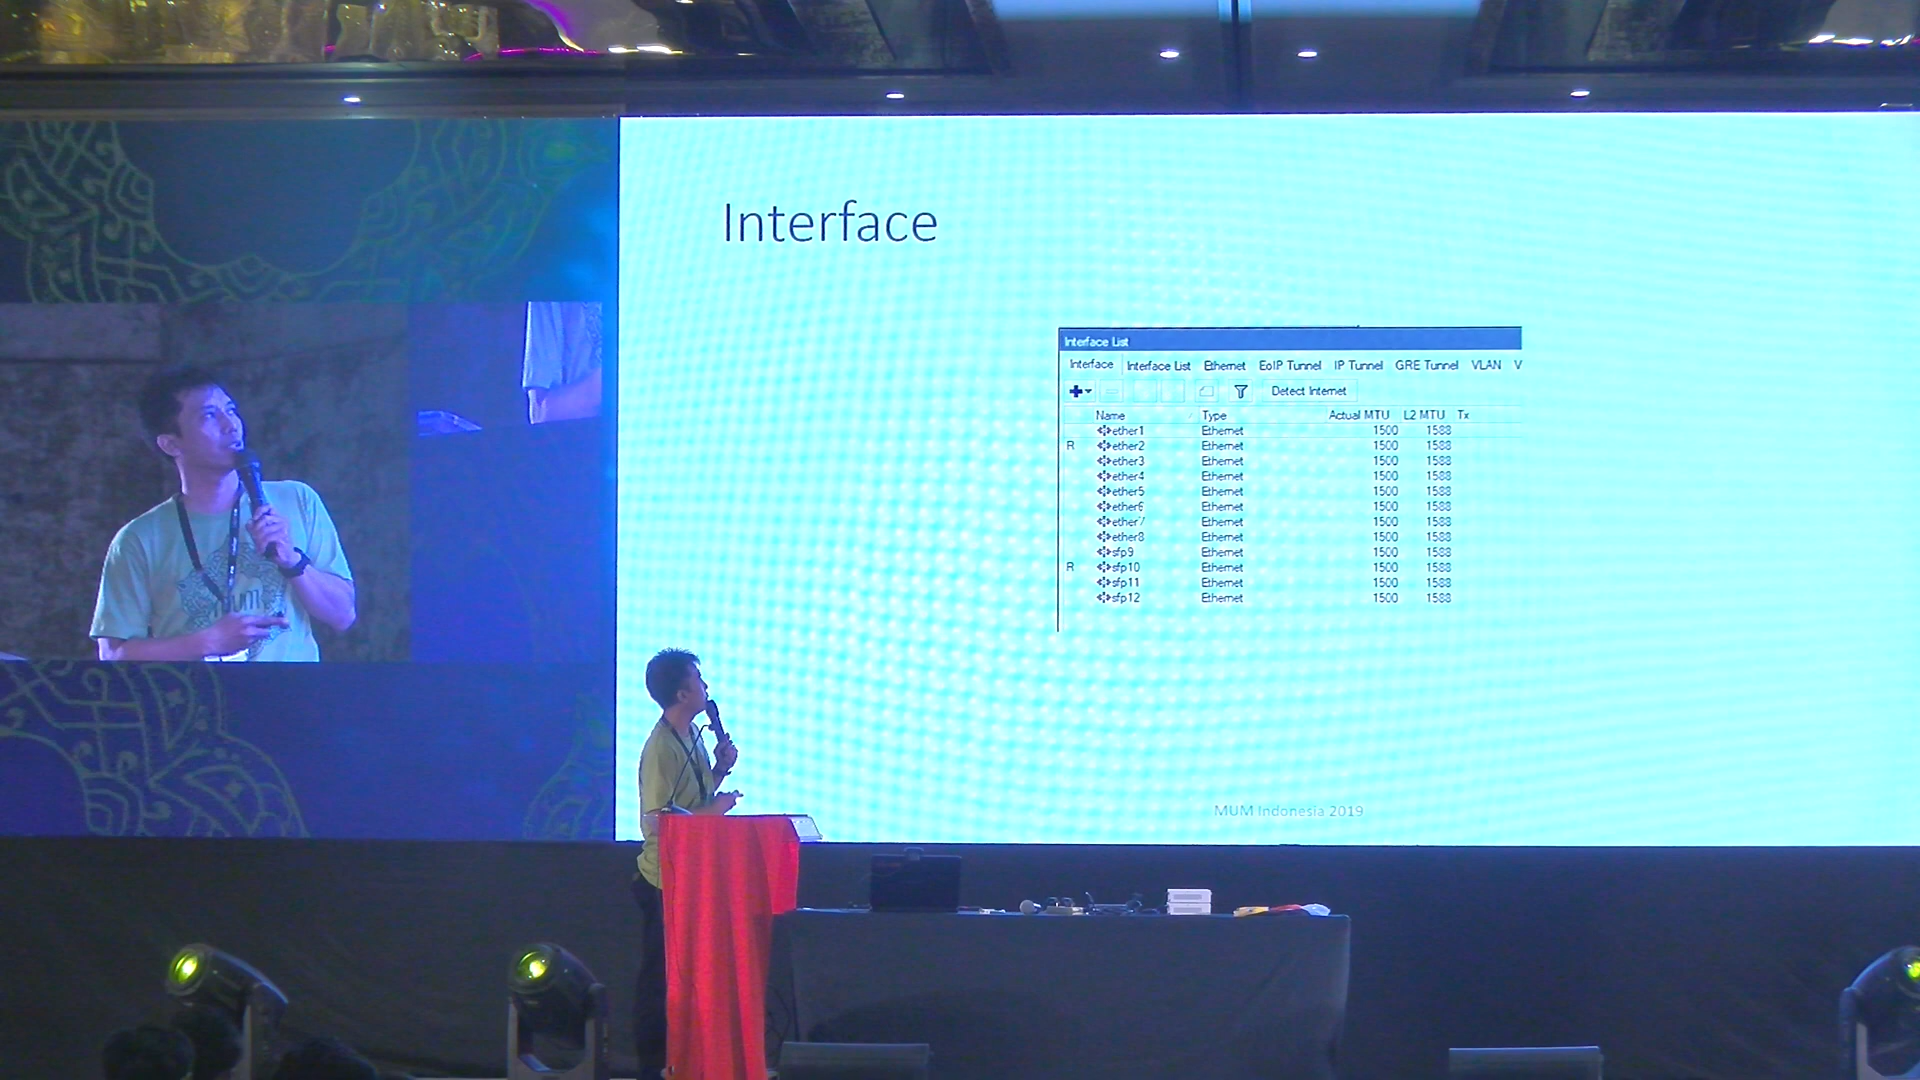 Interface
Interface List
Interface Interface List Ethernet EoIP Tunnel IP Tunnel GRE Tunnel VLAN V
Detect Internet
Name Type Actual MTU L2 MTU Tx
ether1 Ethernet 1500 1588
R ether2 Ethernet 1500 1588
ether3 Ethernet 1500 1588
ether4 Ethernet 1500 1588
ether5 Ethernet 1500 1588
ether6 Ethernet 1500 1588
ether7 Ethernet 1500 1588
ether8 Ethernet 1500 1588
sfp9 Ethernet 1500 1588
R sfp10 Ethernet 1500 1588
sfp11 Ethernet 1500 1588
sfp12 Ethernet 1500 1588
mum
MUM Indonesia 2019